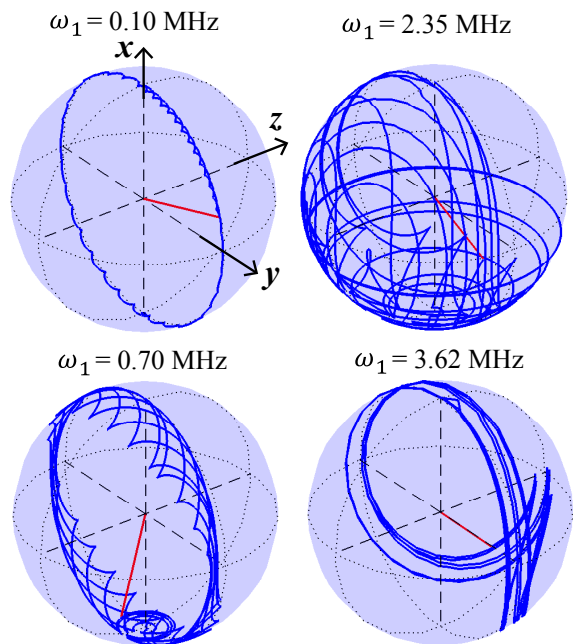 ω₁ = 0.10 MHz
ω₁ = 2.35 MHz
x
z
y
ω₁ = 0.70 MHz
ω₁ = 3.62 MHz